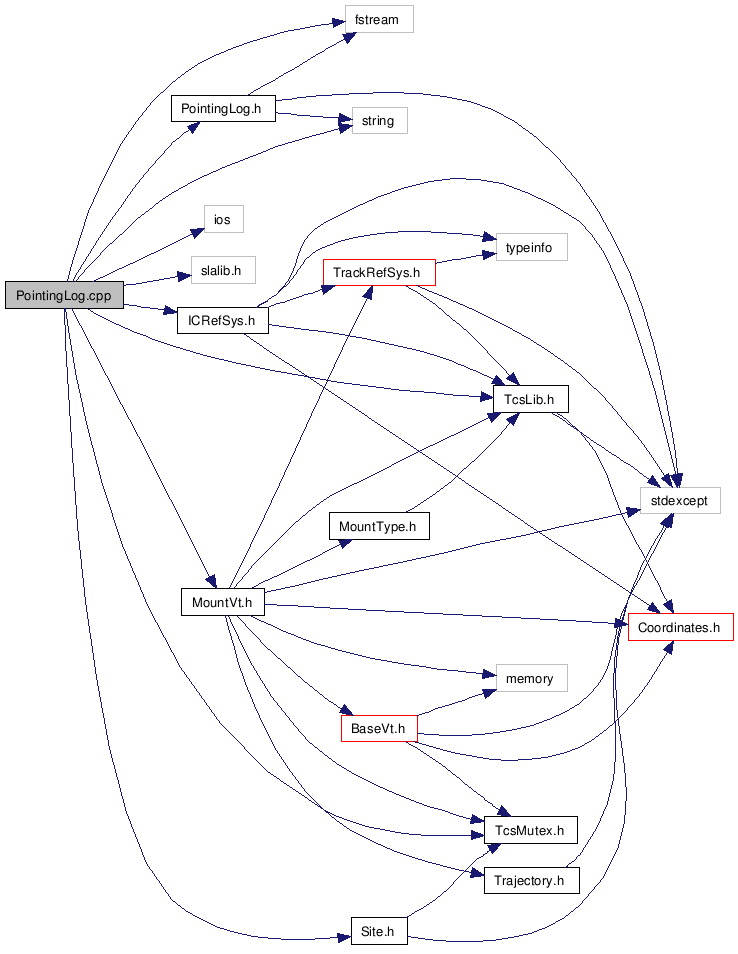 fstream
PointingLog.h
string
ios
typeinfo
slalib.h
TrackRefSys.h
PointingLog.cpp
ICRefSys.h
TcsLib.h
stdexcept
MountType.h
MountVt.h
Coordinates.h
memory
BaseVt.h
TcsMutex.h
Trajectory.h
Site.h